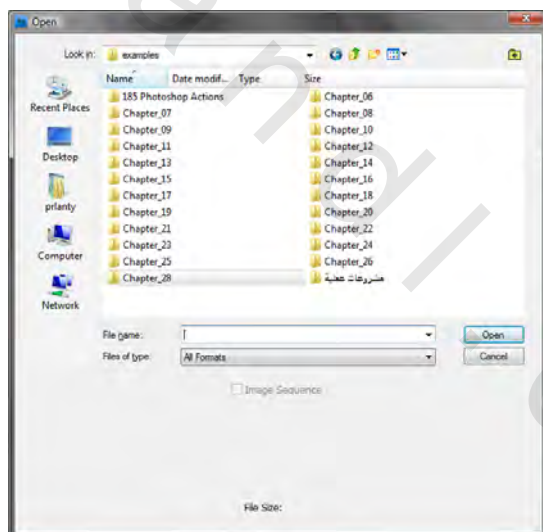 Open
Look in: examples
Name Date modif... Type Size
185 Photoshop Actions Chapter_06
Chapter_07 Chapter_08
Chapter_09 Chapter_10
Chapter_11 Chapter_12
Chapter_13 Chapter_14
Chapter_15 Chapter_16
Chapter_17 Chapter_18
Chapter_19 Chapter_20
Chapter_21 Chapter_22
Chapter_23 Chapter_24
Chapter_25 Chapter_26
Chapter_28 مشروعات عملية
Recent Places
Desktop
prlanty
Computer
Network
File name: Open
Files of type: All Formats Cancel
Image Sequence
File Size: